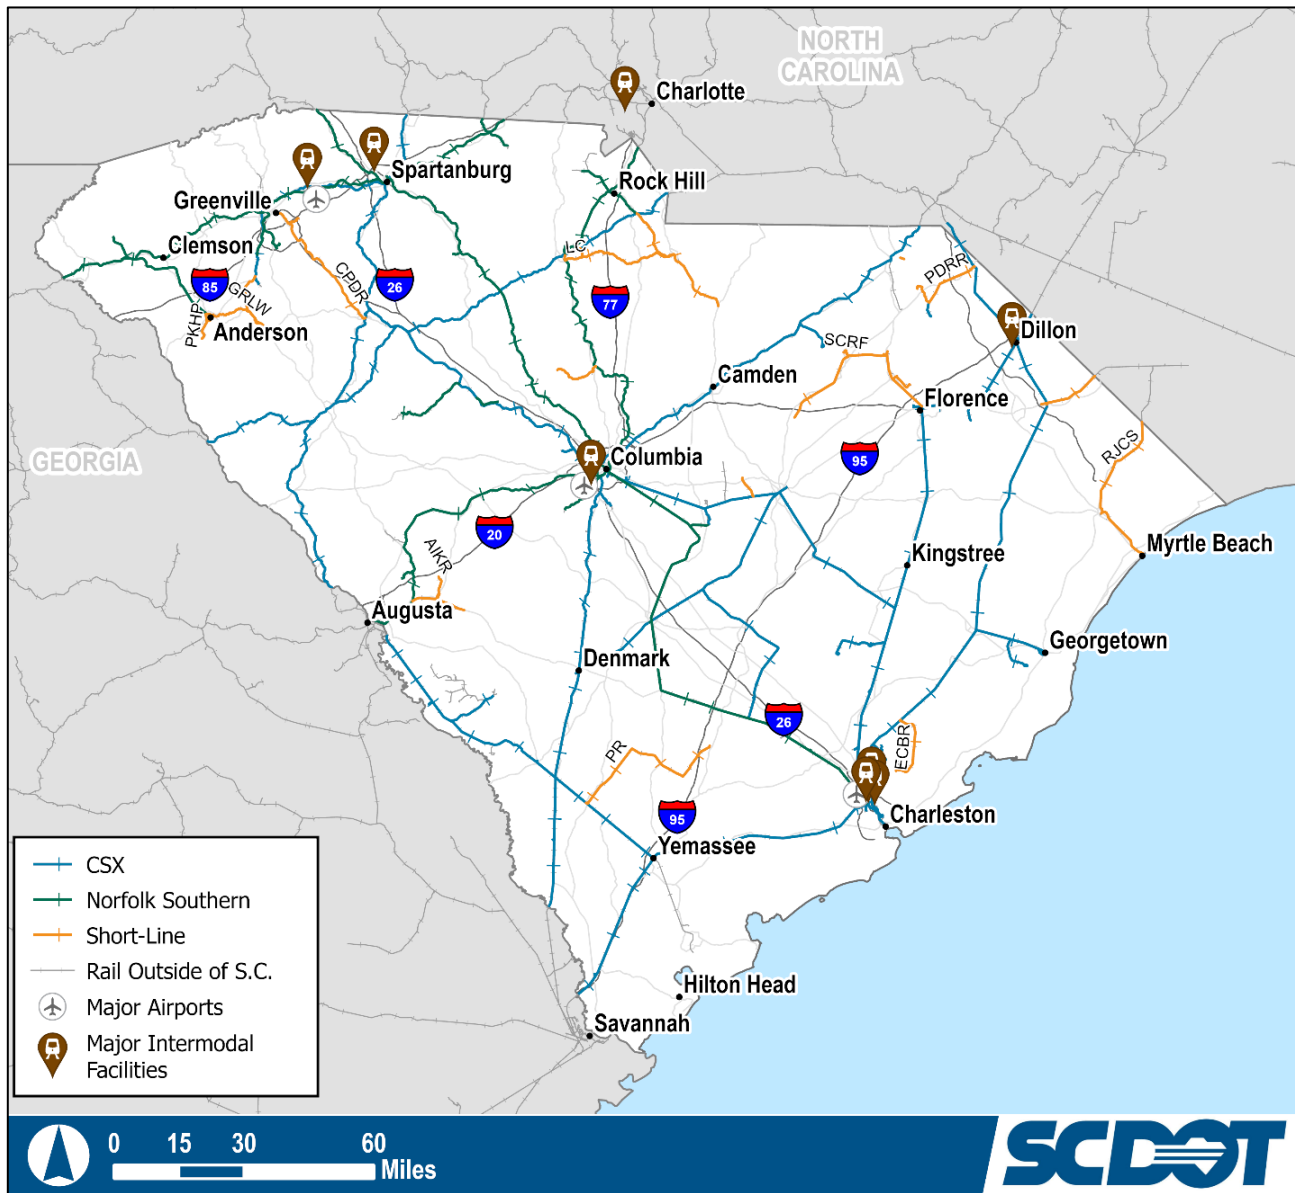 NORTH
CAROLINA
Charlotte
Spartanburg
Rock Hill
Greenville
Clemson
LC
85
26
77
CPDR
GRLW
PKHP
Anderson
PDRR
Dillon
SCRF
Camden
Florence
GEORGIA
Columbia
95
RJCS
20
AIKR
Kingstree
Myrtle Beach
Augusta
Georgetown
Denmark
26
PR
ECBR
95
Charleston
Yemassee
Hilton Head
Savannah
CSX
Norfolk Southern
Short-Line
Rail Outside of S.C.
Major Airports
Major Intermodal
Facilities
0 15 30 60
Miles
SCDOT